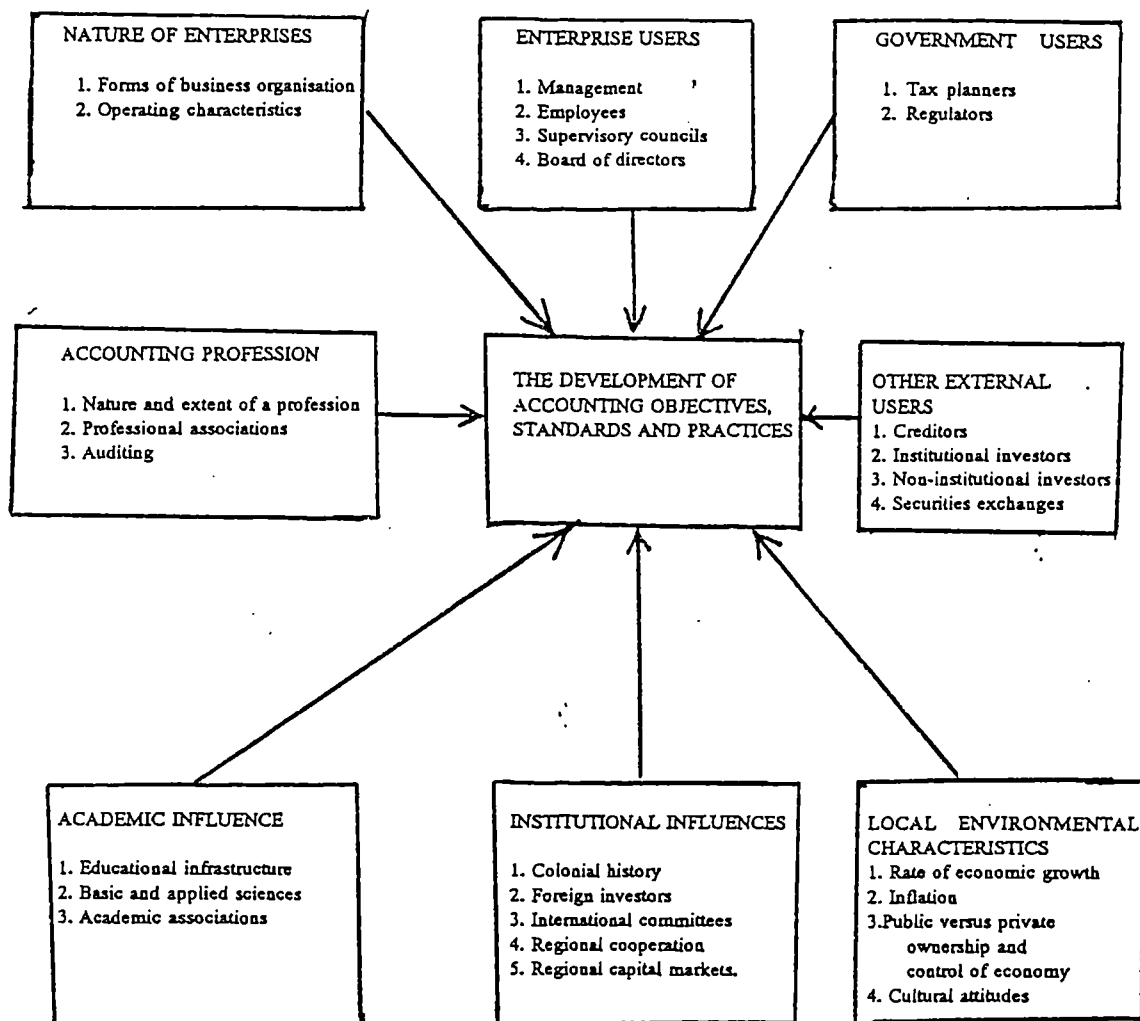 NATURE OF ENTERPRISES
1. Forms of business organisation
2. Operating characteristics
ENTERPRISE USERS
1. Management
2. Employees
3. Supervisory councils
4. Board of directors
GOVERNMENT USERS
1. Tax planners
2. Regulators
ACCOUNTING PROFESSION
1. Nature and extent of a profession
2. Professional associations
3. Auditing
THE DEVELOPMENT OF
ACCOUNTING OBJECTIVES,
STANDARDS AND PRACTICES
OTHER EXTERNAL
USERS
1. Creditors
2. Institutional investors
3. Non-institutional investors
4. Securities exchanges
ACADEMIC INFLUENCE
1. Educational infrastructure
2. Basic and applied sciences
3. Academic associations
INSTITUTIONAL INFLUENCES
1. Colonial history
2. Foreign investors
3. International committees
4. Regional cooperation
5. Regional capital markets.
LOCAL ENVIRONMENTAL
CHARACTERISTICS
1. Rate of economic growth
2. Inflation
3.Public versus private
ownership and
control of economy
4. Cultural attitudes